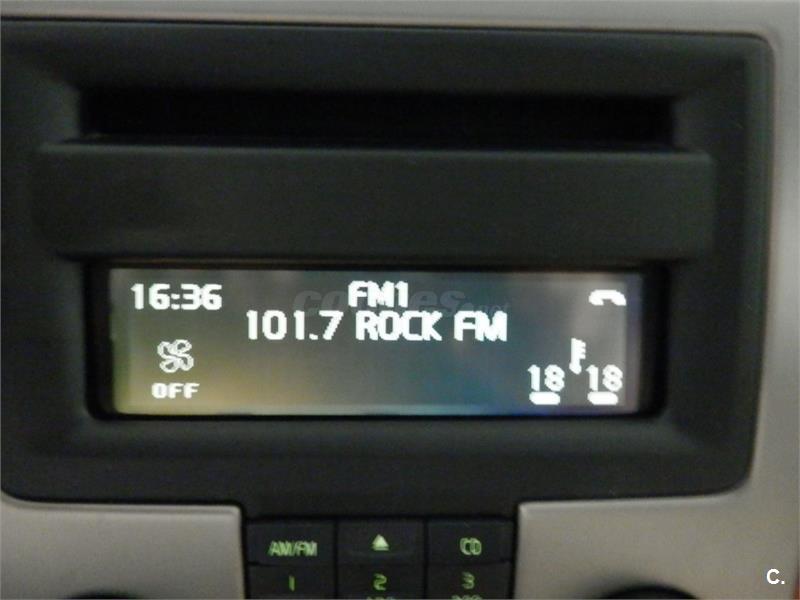 16:36 FM1
101.7 ROCK FM
OFF 18 18
AM/FM CD
1 2 3
C.